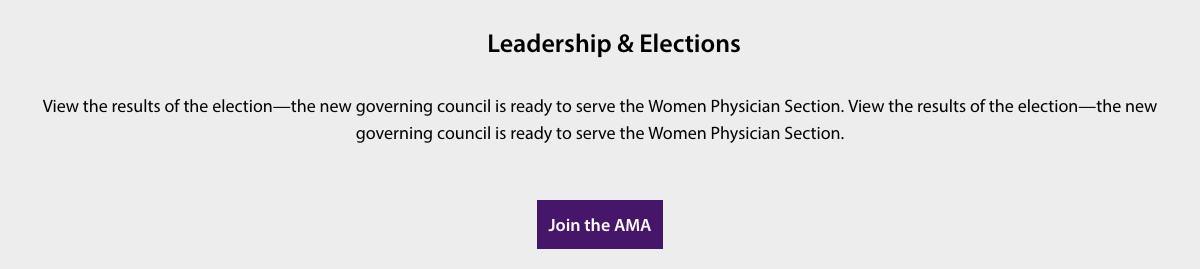 Leadership & Elections
View the results of the election—the new governing council is ready to serve the Women Physician Section. View the results of the election—the new
governing council is ready to serve the Women Physician Section.
Join the AMA